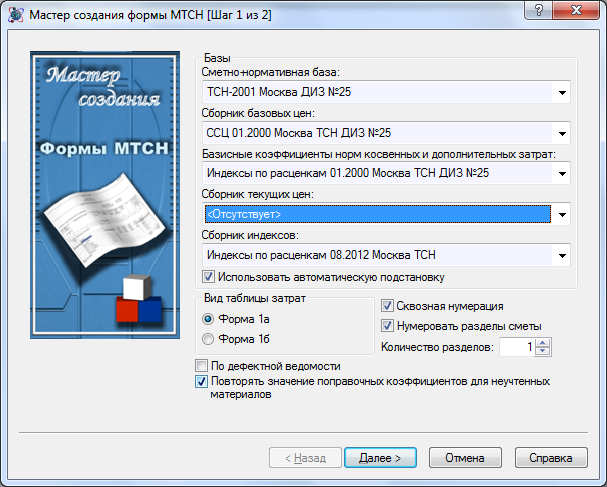 Мастер создания формы МТСН [Шаг 1 из 2]
Мастер
создания
Формы МТСН
Базы
Сметно-нормативная база:
ТСН-2001 Москва ДИЗ №25
Сборник базовых цен:
ССЦ 01.2000 Москва ТСН ДИЗ №25
Базисные коэффициенты норм косвенных и дополнительных затрат:
Индексы по расценкам 01.2000 Москва ТСН ДИЗ №25
Сборник текущих цен:
<Отсутствует>
Сборник индексов:
Индексы по расценкам 08.2012 Москва ТСН
Использовать автоматическую подстановку
Вид таблицы затрат
Форма 1а
Форма 1б
Сквозная нумерация
Нумеровать разделы сметы
Количество разделов: 1
По дефектной ведомости
Повторять значение поправочных коэффициентов для неучтенных
материалов
< Назад Далее > Отмена Справка